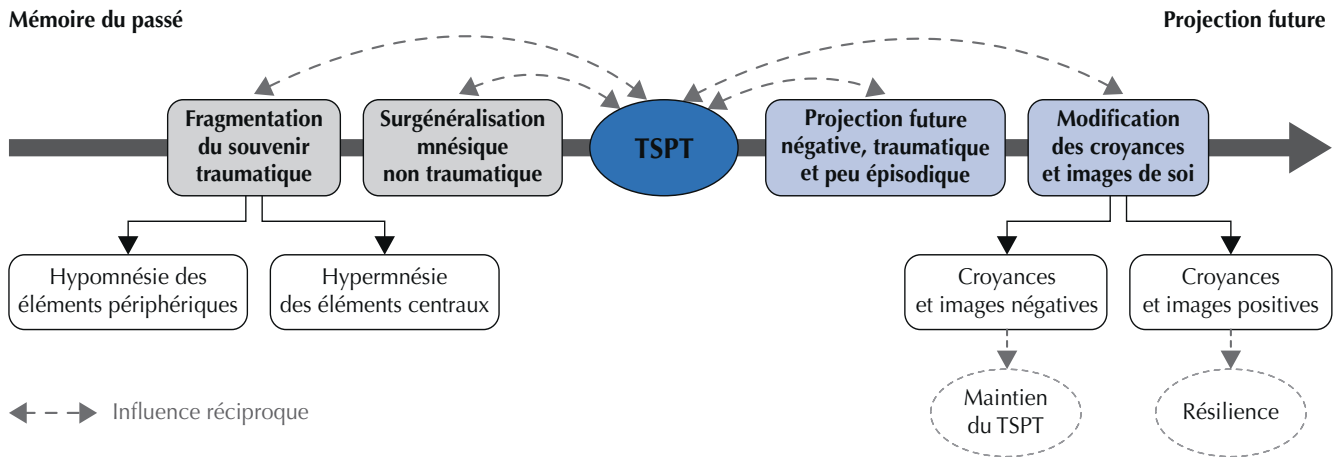 Mémoire du passé
Projection future
Fragmentation
du souvenir
traumatique
Surgénéralisation
mnésique
non traumatique
TSPT
Projection future
négative, traumatique
et peu épisodique
Modification
des croyances
et images de soi
Hypomnésie des
éléments périphériques
Hypermnésie
des éléments centraux
Croyances
et images négatives
Croyances
et images positives
Influence réciproque
Maintien
du TSPT
Résilience